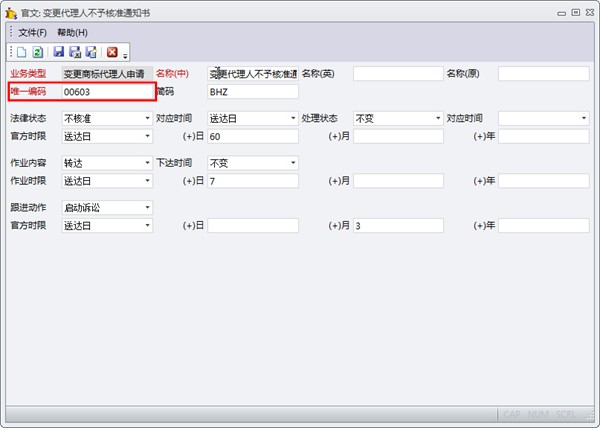 官文: 变更代理人不予核准通知书
文件(F) 帮助(H)
业务类型 变更商标代理人申请 名称(中) 变更代理人不予核准通 名称(英) 名称(原)
唯一编码 00603 简码 BHZ
法律状态 不核准 对应时间 送达日 处理状态 不变 对应时间
官方时限 送达日 (+)日 60 (+)月 (+)年
作业内容 转达 下达时间 不变
作业时限 送达日 (+)日 7 (+)月 (+)年
跟进动作 启动诉讼
官方时限 送达日 (+)日 (+)月 3 (+)年
CAP NUM SCRL